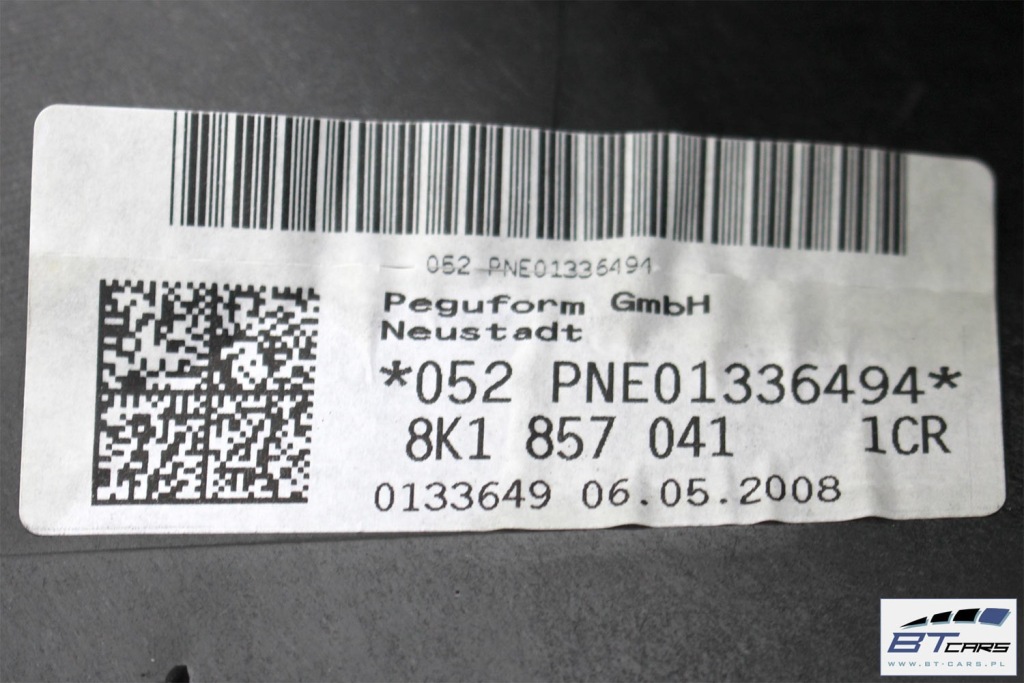 052 PNE01336494
Peguform GmbH
Neustadt
*052 PNE01336494*
8K1 857 041 1CR
0133649 06.05.2008
BT CARS
WWW.BT-CARS.PL